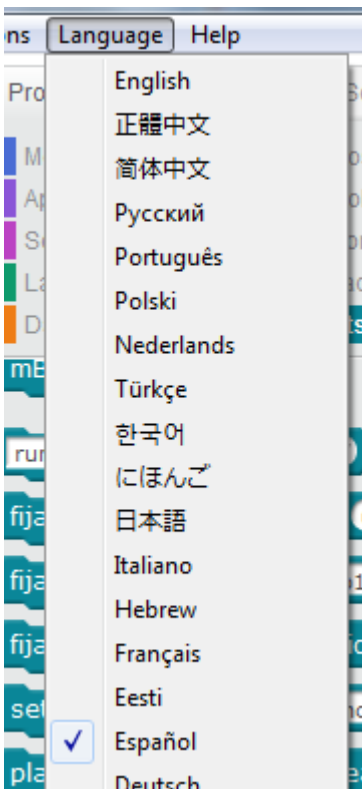 Language Help
English
正體中文
简体中文
Русский
Português
Polski
Nederlands
Türkçe
한국어
にほんご
日本語
Italiano
Hebrew
Français
Eesti
Español
Deutsch